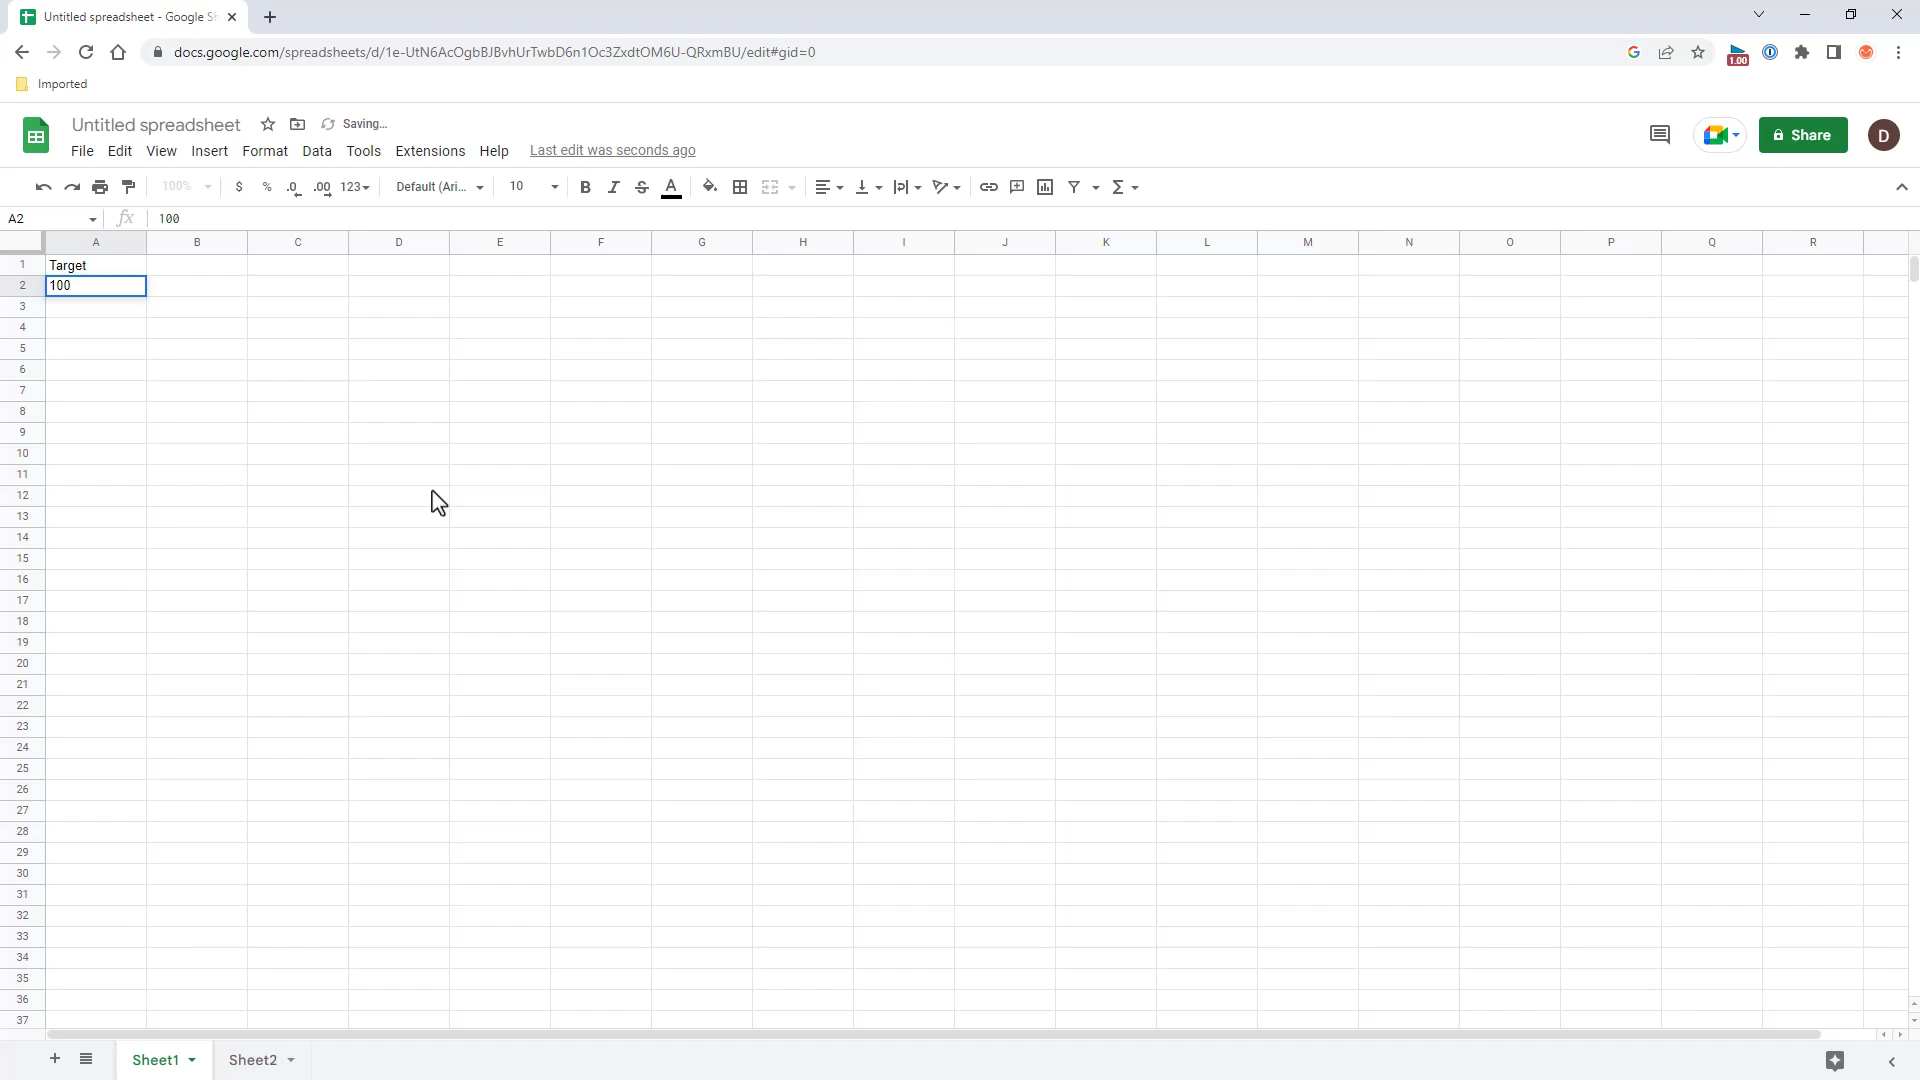 Untitled spreadsheet - Google Sh
docs.google.com/spreadsheets/d/1e-UtN6AcOgbBJBvhUrTwbD6n1Oc3ZxdtOM6U-QRxmBU/edit#gid=0
1.00
Imported
Untitled spreadsheet
Saving...
Share
D
File Edit View Insert Format Data Tools Extensions Help Last edit was seconds ago
100% $ % .0 .00 123 Default (Ari... 10 B I S A
A2 fx 100
A B C D E F G H I J K L M N O P Q R
1 Target
2 100
3
4
5
6
7
8
9
10
11
12
13
14
15
16
17
18
19
20
21
22
23
24
25
26
27
28
29
30
31
32
33
34
35
36
37
Sheet1 Sheet2